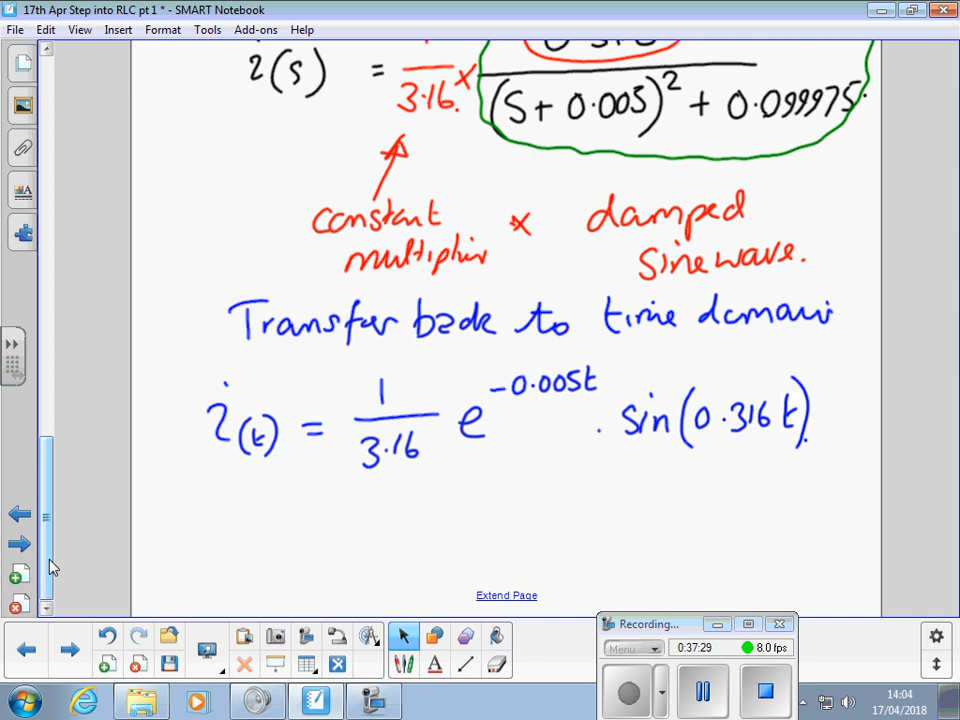 17th Apr Step into RLC pt 1 * - SMART Notebook
File Edit View Insert Format Tools Add-ons Help
i(s) = 1/3.16 × 0.316/((s + 0.005)² + 0.099975)
constant × damped
multiplier sinewave.
Transfer back to time domain
i(t) = 1/3.16 e^(-0.005t) . sin(0.316t).
Extend Page
Recording...
Menu 0:37:29 8.0 fps
14:04
17/04/2018